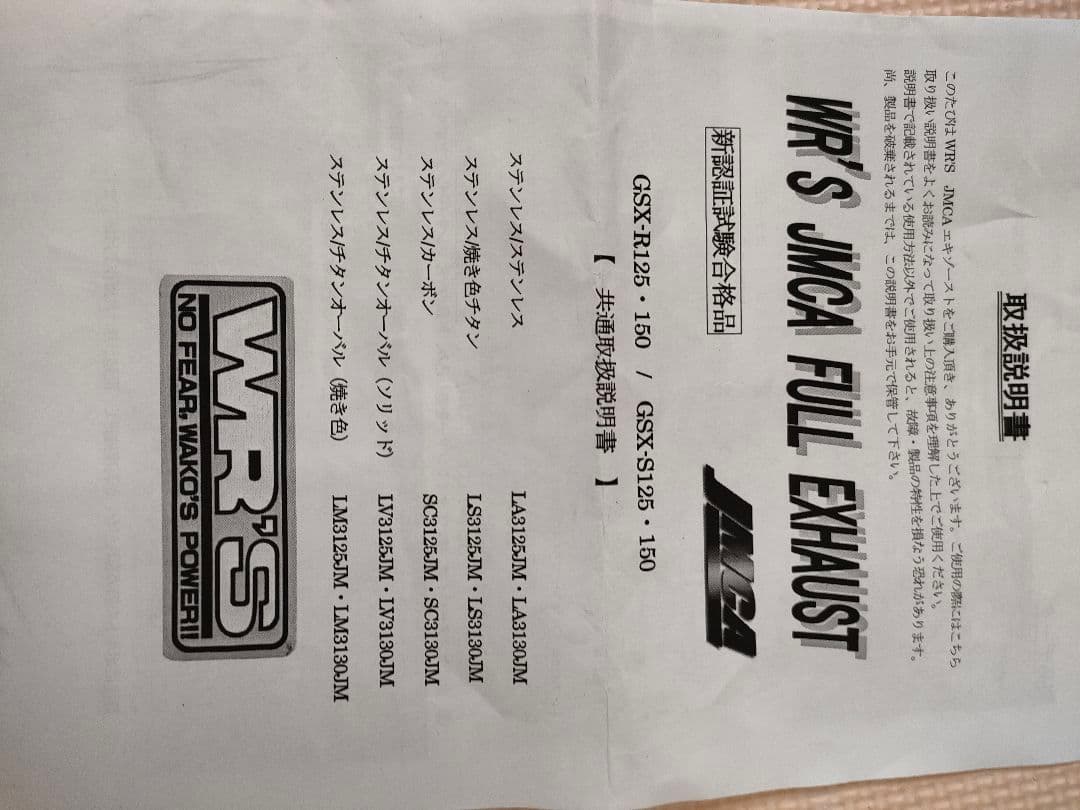 取扱説明書
このたびは WR'S JMCA エキゾーストをご購入頂き、ありがとうございます。ご使用の際にはこちら
取り扱い説明書をよくお読みになって取り扱い上の注意事項を理解した上でご使用ください。
説明書で記載されている使用方法以外でご使用されると、故障・製品の特性を損なう恐れがあります。
尚、製品を破棄されるまでは、この説明書をお手元で保管して下さい。
WR'S JMCA FULL EXHAUST
新認証試験合格品
JMCA
GSX-R125・150 / GSX-S125・150
【 共通取扱説明書 】
ステンレス/ステンレス LA3125JM・LA3130JM
ステンレス/焼き色チタン LS3125JM・LS3130JM
ステンレス/カーボン SC3125JM・SC3130JM
ステンレス/チタンオーバル（ソリッド） LV3125JM・LV3130JM
ステンレス/チタンオーバル（焼き色） LM3125JM・LM3130JM
WR'S
NO FEAR, WAKO'S POWER!!